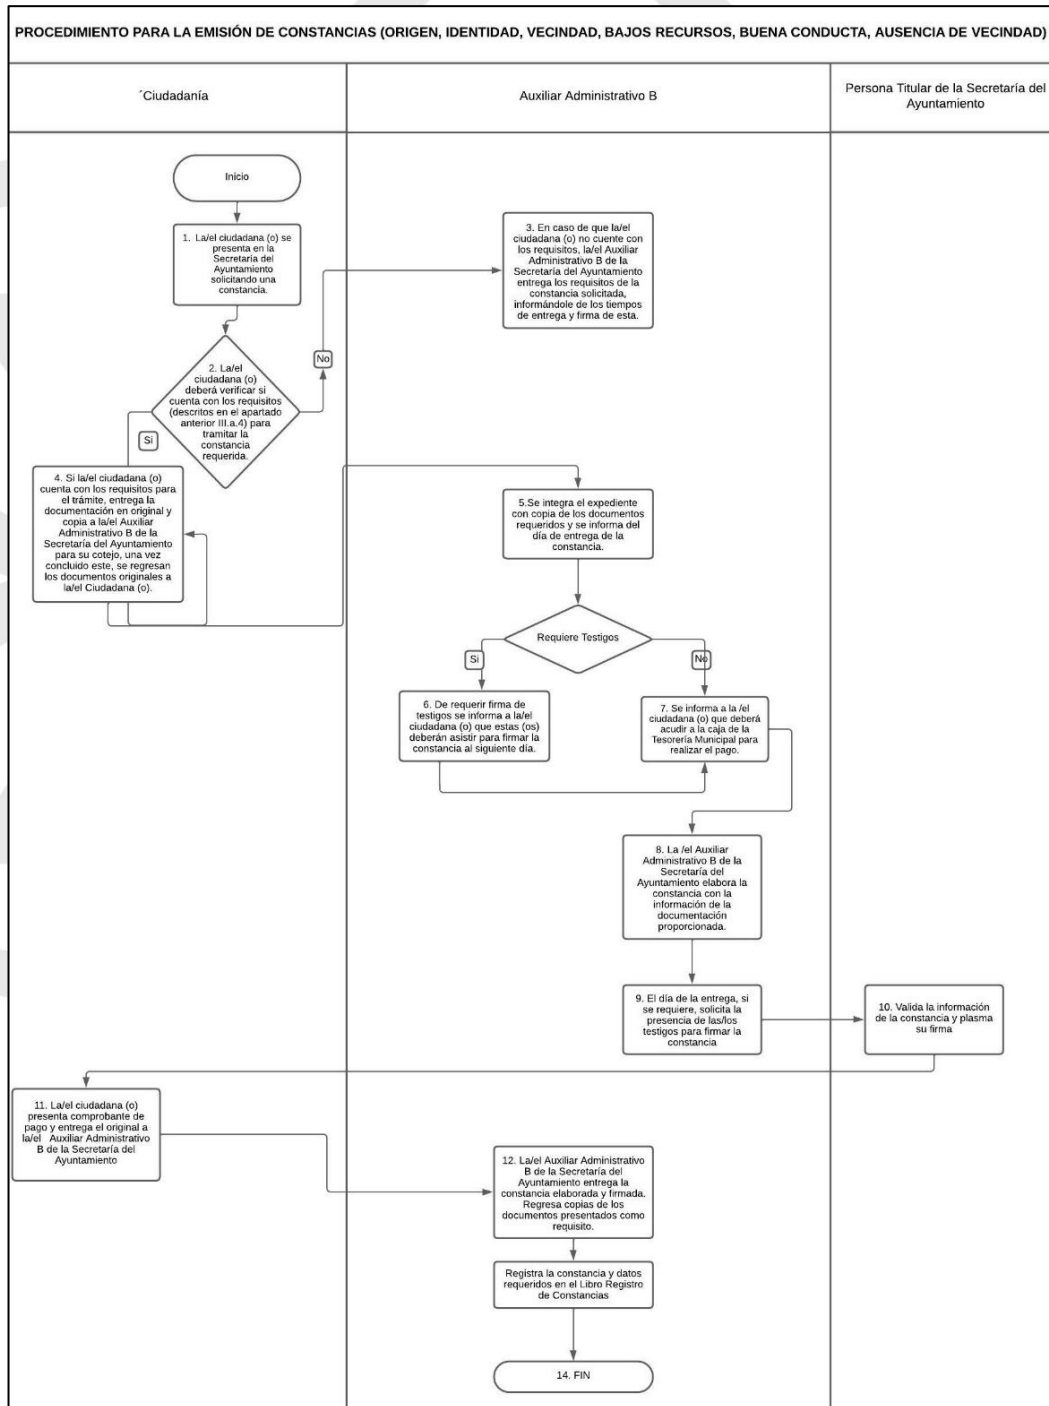 PROCEDIMIENTO PARA LA EMISIÓN DE CONSTANCIAS (ORIGEN, IDENTIDAD, VECINDAD, BAJOS RECURSOS, BUENA CONDUCTA, AUSENCIA DE VECINDAD)
´Ciudadanía
Auxiliar Administrativo B
Persona Titular de la Secretaría del
Ayuntamiento
Inicio
1. La/el ciudadana (o) se
presenta en la
Secretaría del
Ayuntamiento
solicitando una
constancia.
2. La/el
ciudadana (o)
deberá verificar si
cuenta con los requisitos
(descritos en el apartado
anterior III.a.4) para
tramitar la
constancia
requerida.
No
Si
3. En caso de que la/el
ciudadana (o) no cuente con
los requisitos, la/el Auxiliar
Administrativo B de la
Secretaría del Ayuntamiento
entrega los requisitos de la
constancia solicitada,
informándole de los tiempos
de entrega y firma de esta.
4. Si la/el ciudadana (o)
cuenta con los requisitos para
el trámite, entrega la
documentación en original y
copia a la/el Auxiliar
Administrativo B de la
Secretaría del Ayuntamiento
para su cotejo, una vez
concluido este, se regresan
los documentos originales a
la/el Ciudadana (o).
5.Se integra el expediente
con copia de los documentos
requeridos y se informa del
día de entrega de la
constancia.
Requiere Testigos
Si
No
6. De requerir firma de
testigos se informa a la/el
ciudadana (o) que estas (os)
deberán asistir para firmar la
constancia al siguiente día.
7. Se informa a la /el
ciudadana (o) que deberá
acudir a la caja de la
Tesorería Municipal para
realizar el pago.
8. La /el Auxiliar
Administrativo B de la
Secretaría del
Ayuntamiento elabora la
constancia con la
información de la
documentación
proporcionada.
9. El día de la entrega, si
se requiere, solicita la
presencia de las/los
testigos para firmar la
constancia
10. Valida la información
de la constancia y plasma
su firma
11. La/el ciudadana (o)
presenta comprobante de
pago y entrega el original a
la/el Auxiliar Administrativo
B de la Secretaría del
Ayuntamiento
12. La/el Auxiliar Administrativo
B de la Secretaría del
Ayuntamiento entrega la
constancia elaborada y firmada.
Regresa copias de los
documentos presentados como
requisito.
Registra la constancia y datos
requeridos en el Libro Registro
de Constancias
14. FIN